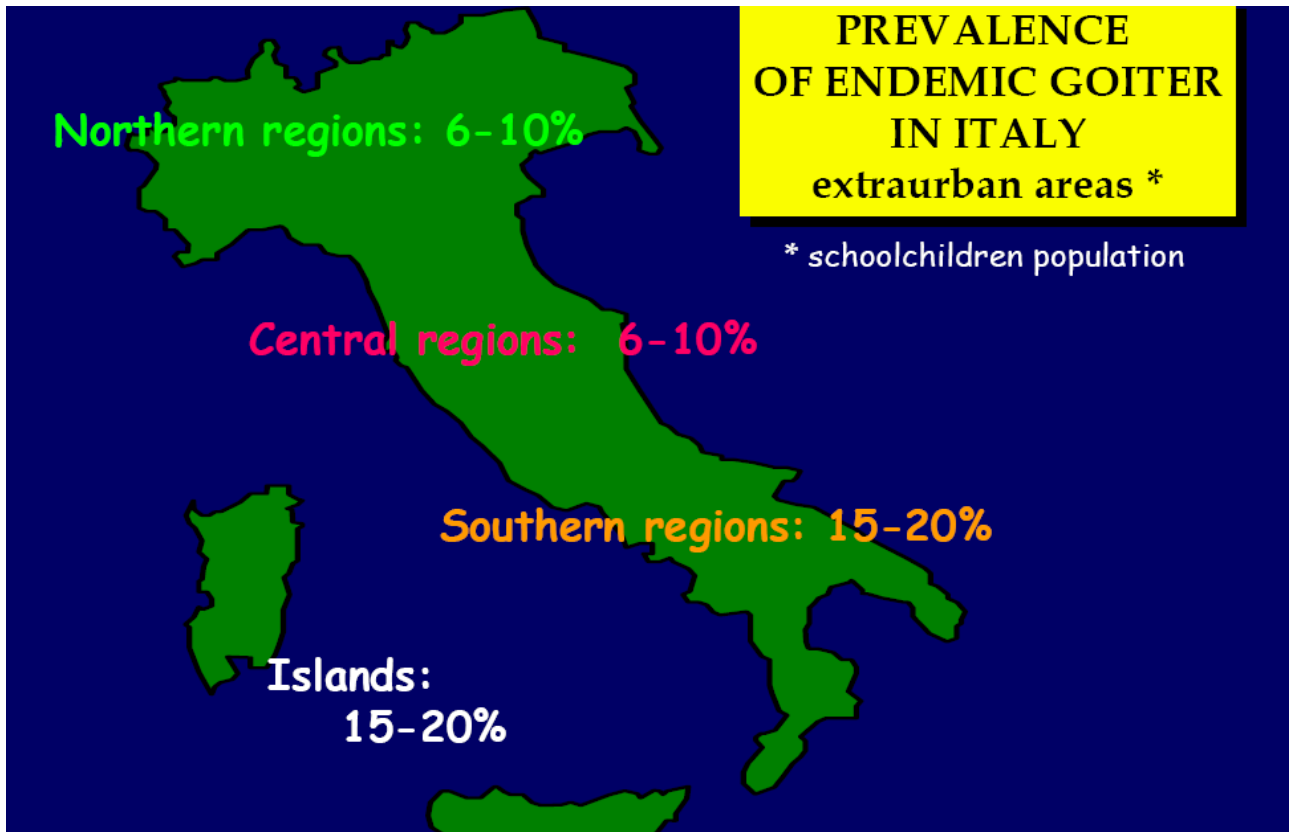 PREVALENCE
OF ENDEMIC GOITER
IN ITALY
extraurban areas *
* schoolchildren population
Northern regions: 6-10%
Central regions: 6-10%
Southern regions: 15-20%
Islands:
15-20%